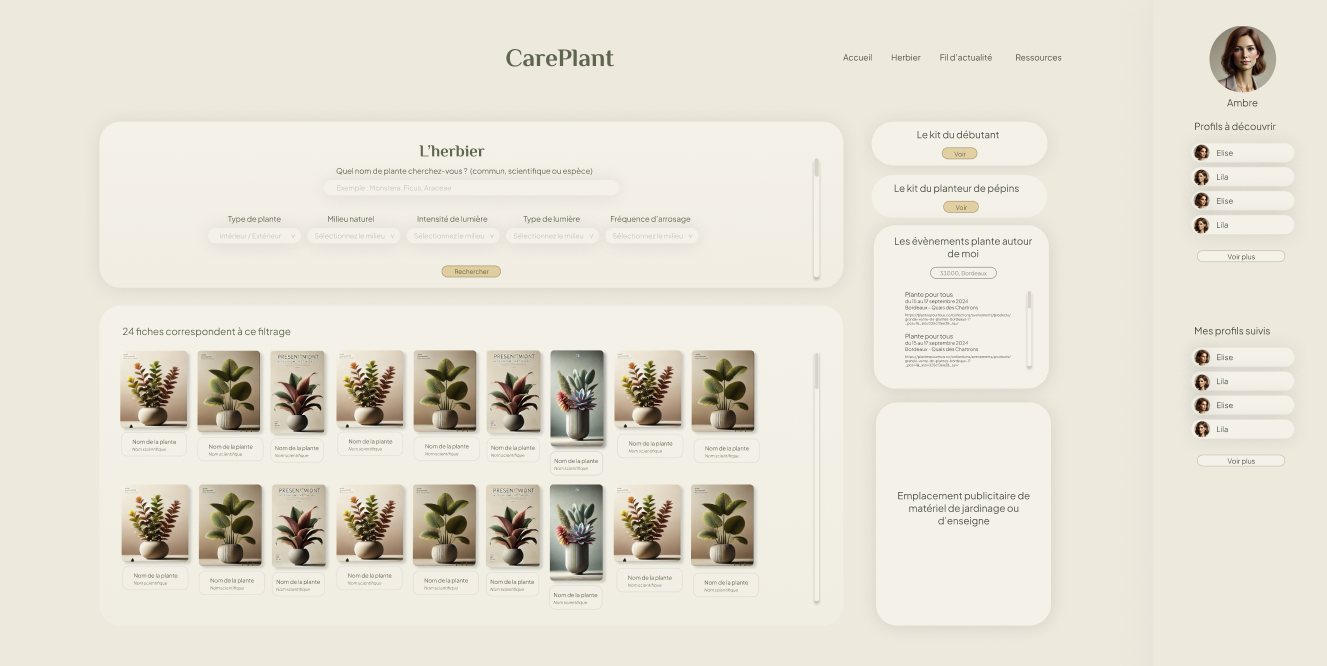 CarePlant
Accueil
Herbier
Fil d'actualité
Ressources
Ambre
Profils à découvrir
Elise
Lila
Elise
Lila
Voir plus
Mes profils suivis
Elise
Lila
Elise
Lila
Voir plus
L'herbier
Quel nom de plante cherchez-vous ? (commun, scientifique ou espèce)
Exemple : Monstera, Ficus, Araceae
Type de plante
Milieu naturel
Intensité de lumière
Type de lumière
Fréquence d'arrosage
Intérieur / Extérieur
Sélectionnez le milieu
Sélectionnez le milieu
Sélectionnez le milieu
Sélectionnez le milieu
Rechercher
24 fiches correspondent à ce filtrage
PRESENTMONT
PRESENTMONT
Nom de la plante
Nom scientifique
Nom de la plante
Nom scientifique
Nom de la plante
Nom scientifique
Nom de la plante
Nom scientifique
Nom de la plante
Nom scientifique
Nom de la plante
Nom scientifique
Nom de la plante
Nom scientifique
Nom de la plante
Nom scientifique
Nom de la plante
Nom scientifique
PRESENTMONT
PRESENTMONT
Nom de la plante
Nom scientifique
Nom de la plante
Nom scientifique
Nom de la plante
Nom scientifique
Nom de la plante
Nom scientifique
Nom de la plante
Nom scientifique
Nom de la plante
Nom scientifique
Nom de la plante
Nom scientifique
Nom de la plante
Nom scientifique
Nom de la plante
Nom scientifique
Le kit du débutant
Voir
Le kit du planteur de pépins
Voir
Les évènements plante autour
de moi
33000, Bordeaux
Plante pour tous
du 15 au 17 septembre 2024
Bordeaux - Quais des Chartrons
Plante pour tous
du 15 au 17 septembre 2024
Bordeaux - Quais des Chartrons
Emplacement publicitaire de
matériel de jardinage ou
d'enseigne